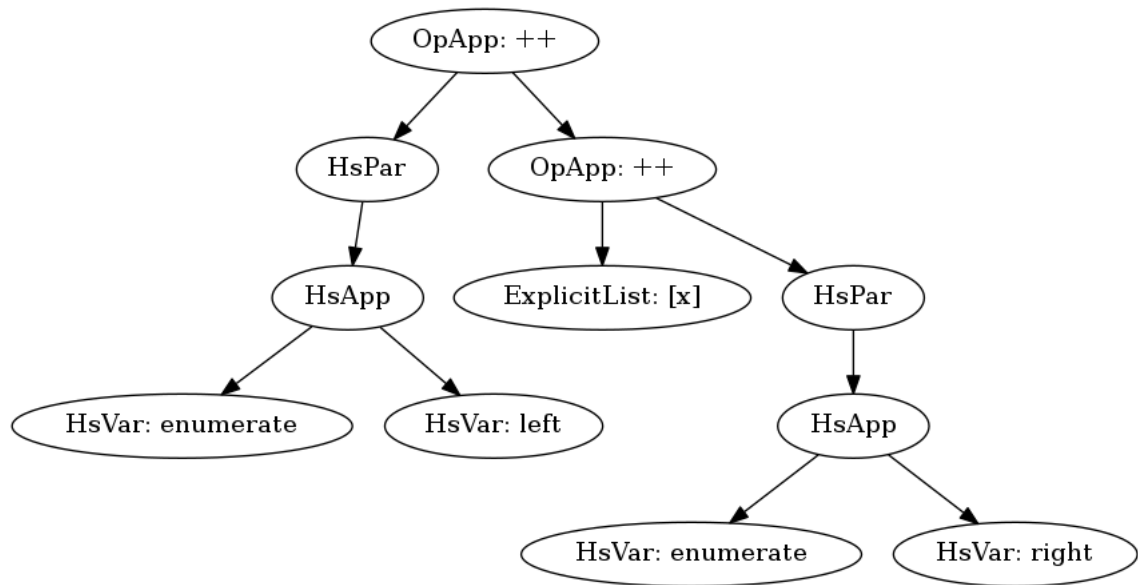 OpApp: ++
HsPar
OpApp: ++
HsApp
ExplicitList: [x]
HsPar
HsVar: enumerate
HsVar: left
HsApp
HsVar: enumerate
HsVar: right